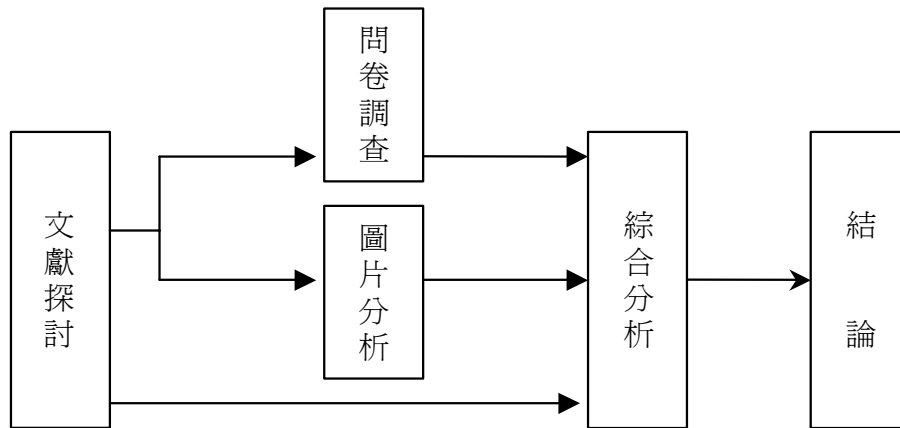 文獻探討
問卷調查
圖片分析
綜合分析
結論